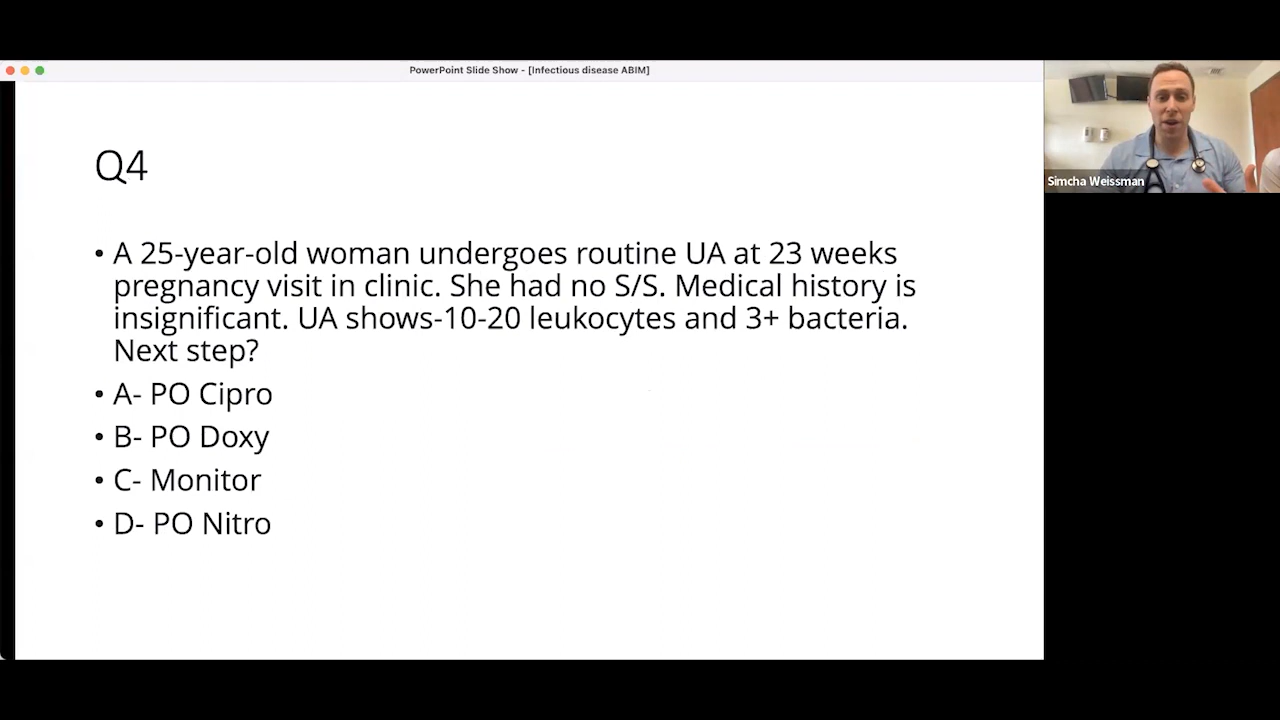 PowerPoint Slide Show - [Infectious disease ABIM]
Simcha Weissman
Q4
• A 25-year-old woman undergoes routine UA at 23 weeks
pregnancy visit in clinic. She had no S/S. Medical history is
insignificant. UA shows-10-20 leukocytes and 3+ bacteria.
Next step?
• A- PO Cipro
• B- PO Doxy
• C- Monitor
• D- PO Nitro